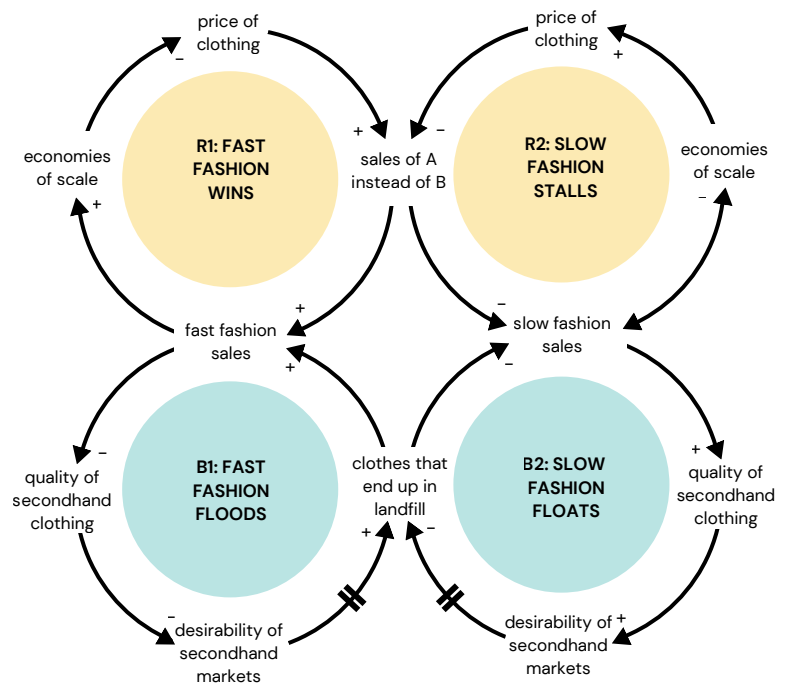 price of
clothing
−
+
economies
of scale
+
R1: FAST
FASHION
WINS
sales of A
instead of B
+
fast fashion
sales
price of
clothing
+
−
economies
of scale
−
R2: SLOW
FASHION
STALLS
−
slow fashion
sales
−
quality of
secondhand
clothing
−
desirability of
secondhand
markets
B1: FAST
FASHION
FLOODS
+
clothes that
end up in
landfill
+
−
−
B2: SLOW
FASHION
FLOATS
+
quality of
secondhand
clothing
+
desirability of
secondhand
markets